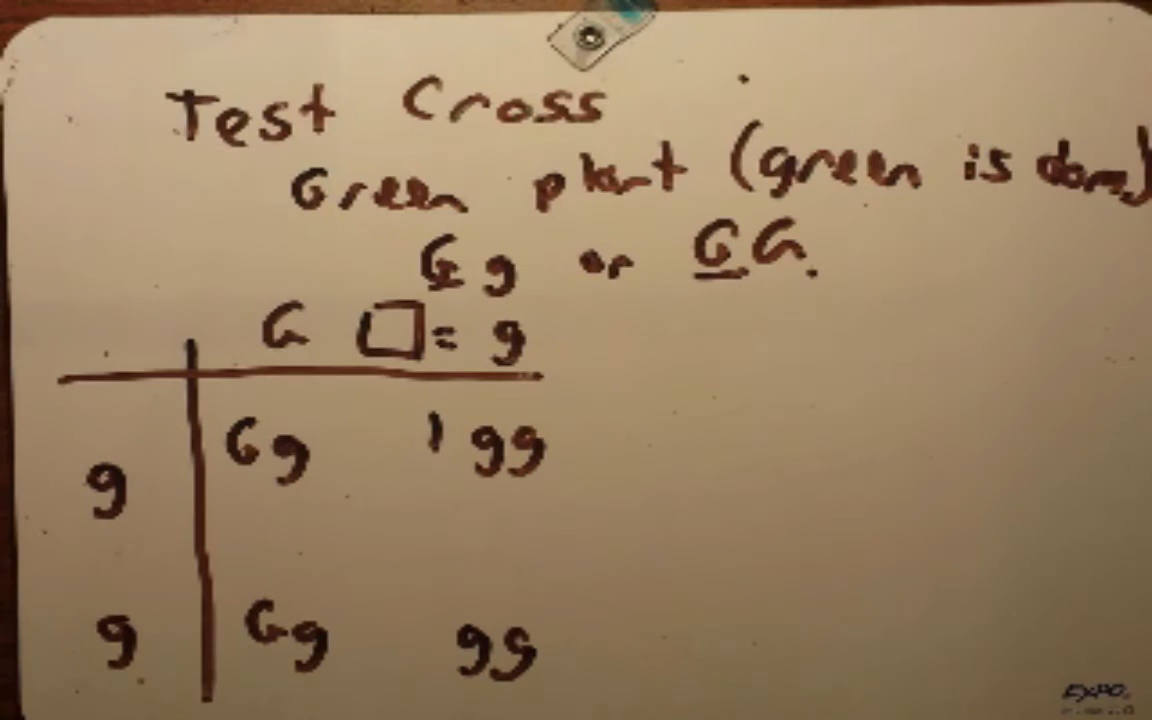 Test Cross
Green plant (green is dom.)
Gg or GG.
G □ = g
g Gg gg
g Gg gg
EXPO